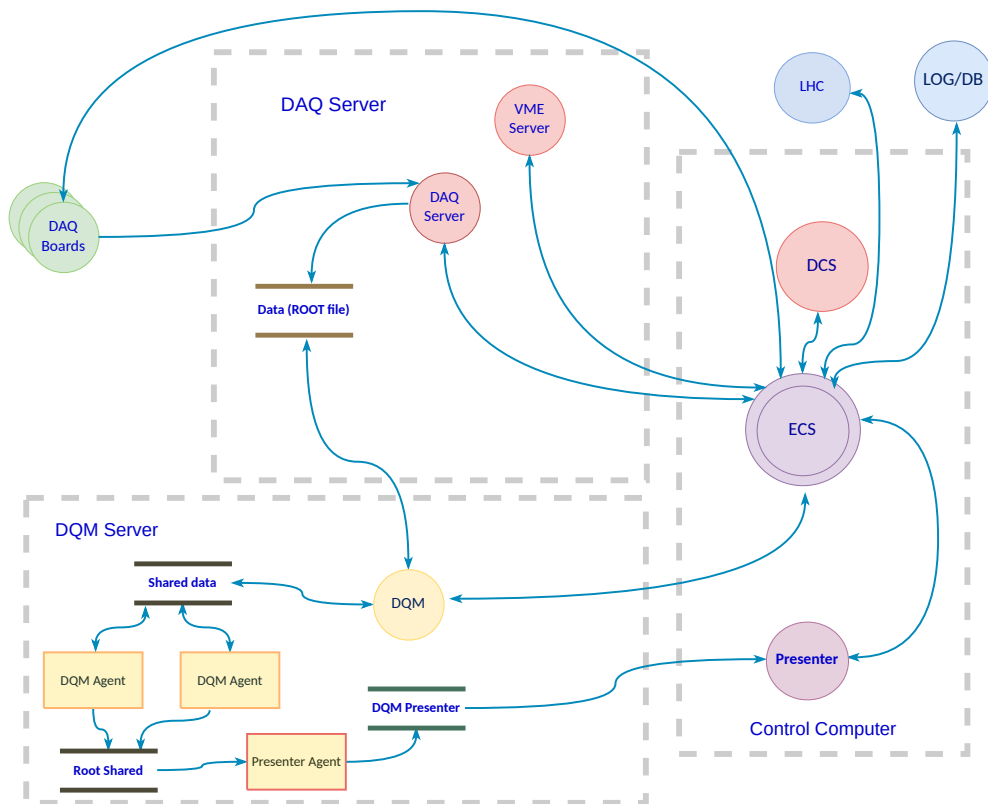 LOG/DB
LHC
DAQ Server
VME
Server
DAQ
Server
DAQ
Boards
DCS
Data (ROOT file)
ECS
DQM Server
Shared data
DQM
DQM Agent
DQM Agent
Presenter
DQM Presenter
Control Computer
Presenter Agent
Root Shared